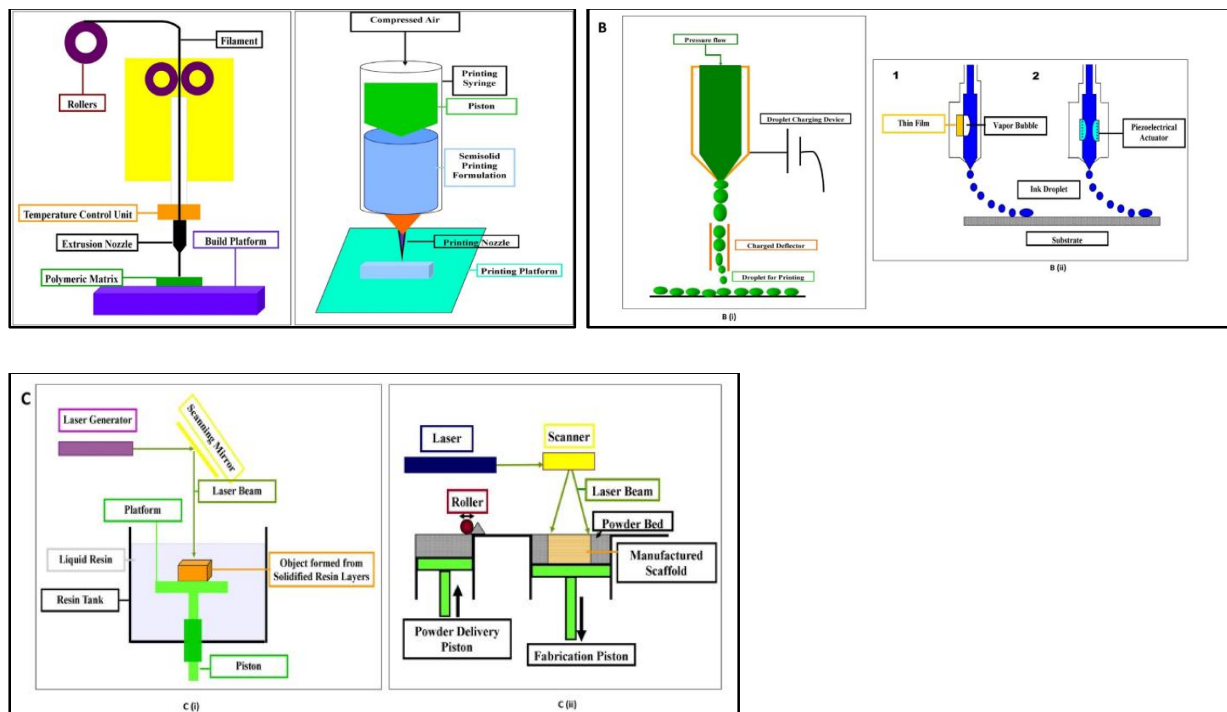 Filament
Rollers
Temperature Control Unit
Extrusion Nozzle
Build Platform
Polymeric Matrix
Compressed Air
Printing
Syringe
Piston
Semisolid
Printing
Formulation
Printing Nozzle
Printing Platform
B
Pressure flow
Droplet Charging Device
Charged Deflector
Droplet for Printing
B (i)
1
2
Thin Film
Vapor Bubble
Piezoelectrical
Actuator
Ink Droplet
Substrate
B (ii)
C
Laser Generator
Scanning Mirror
Laser Beam
Platform
Liquid Resin
Object formed from
Solidified Resin Layers
Resin Tank
Piston
C (i)
Laser
Scanner
Laser Beam
Roller
Powder Bed
Manufactured
Scaffold
Powder Delivery
Piston
Fabrication Piston
C (ii)